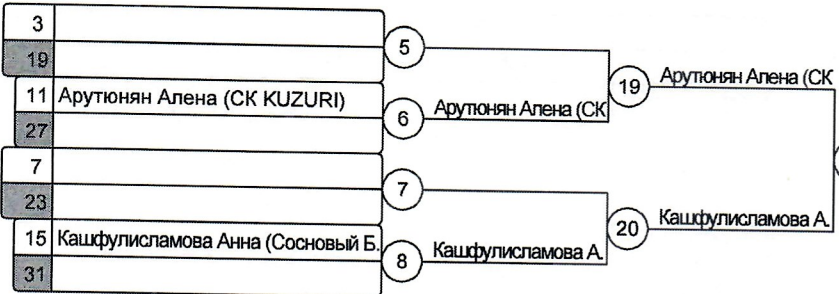 3
19
5
11 Арутюнян Алена (СК KUZURI)
27
6 Арутюнян Алена (СК
19 Арутюнян Алена (СК
7
23
7
15 Кашфулисламова Анна (Сосновый Б.
31
8 Кашфулисламова А.
20 Кашфулисламова А.